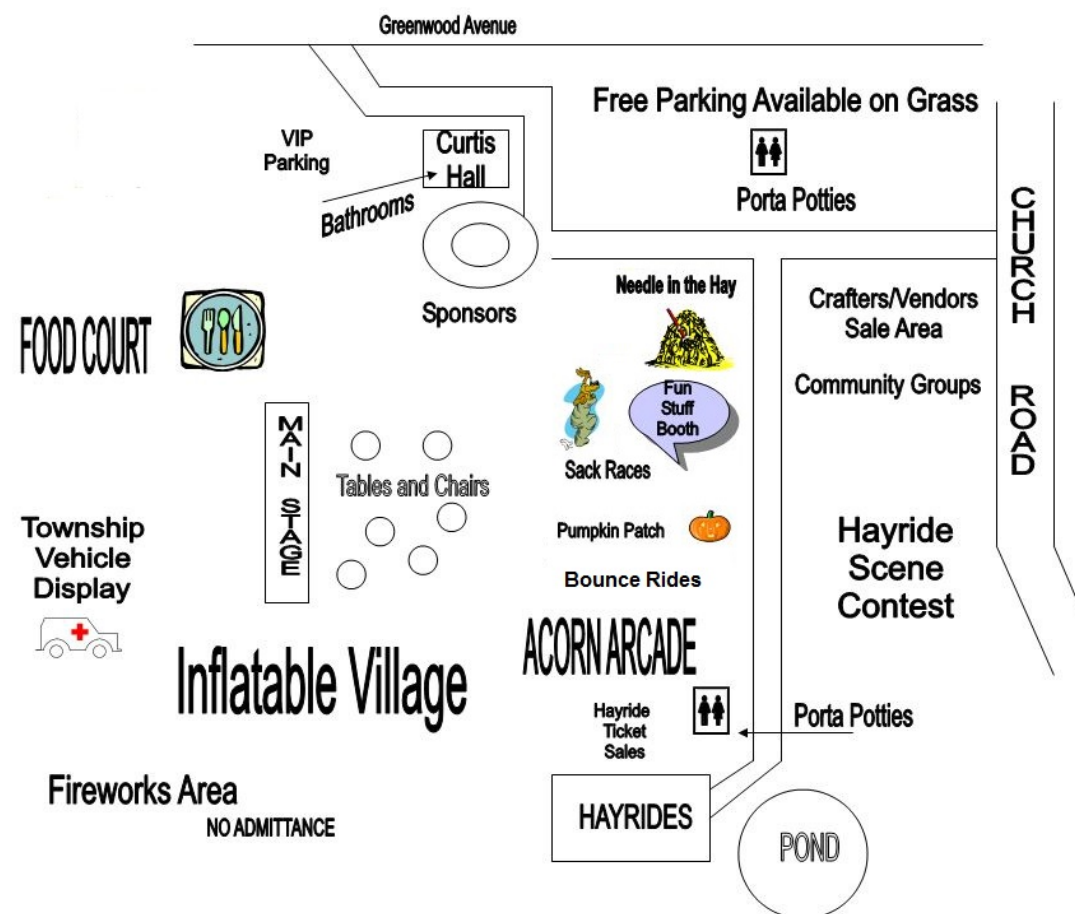 Greenwood Avenue
Free Parking Available on Grass
VIP
Parking
Curtis
Hall
Bathrooms
Porta Potties
CHURCH ROAD
Sponsors
Needle in the Hay
Crafters/Vendors
Sale Area
FOOD COURT
Community Groups
Fun
Stuff
Booth
MAIN STAGE
Sack Races
Tables and Chairs
Township
Vehicle
Display
Pumpkin Patch
Hayride
Scene
Contest
Bounce Rides
ACORN ARCADE
Inflatable Village
Hayride
Ticket
Sales
Porta Potties
Fireworks Area
NO ADMITTANCE
HAYRIDES
POND